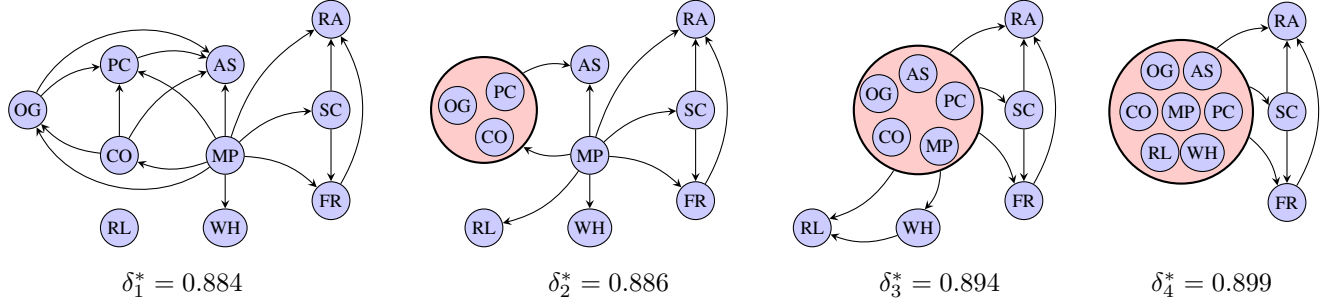 RA
PC
AS
OG
SC
CO
MP
FR
RL
WH
δ₁* = 0.884
RA
AS
PC
OG
SC
CO
MP
FR
RL
WH
δ₂* = 0.886
RA
AS
OG
PC
SC
CO
MP
FR
RL
WH
δ₃* = 0.894
RA
OG AS
CO MP PC
SC
RL WH
FR
δ₄* = 0.899